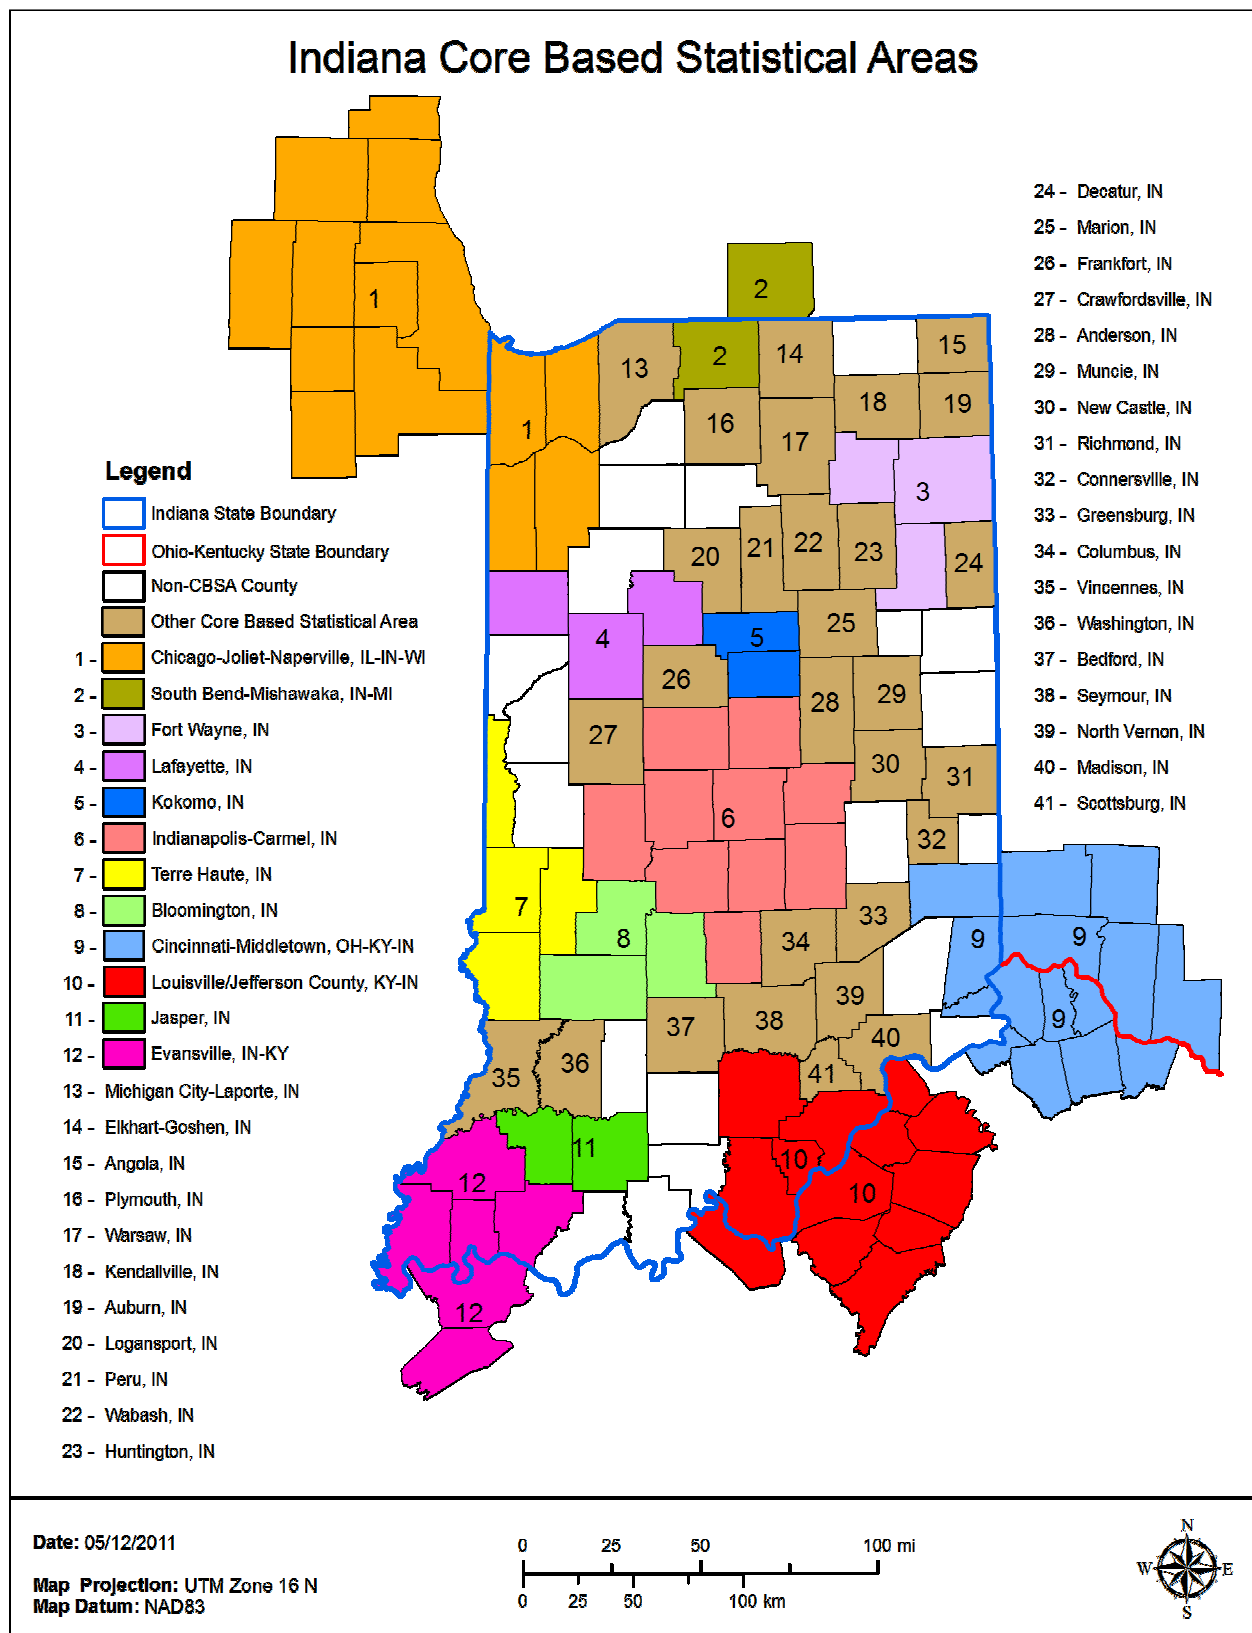 Indiana Core Based Statistical Areas
24 - Decatur, IN
25 - Marion, IN
26 - Frankfort, IN
27 - Crawfordsville, IN
28 - Anderson, IN
29 - Muncie, IN
30 - New Castle, IN
31 - Richmond, IN
32 - Connersville, IN
33 - Greensburg, IN
34 - Columbus, IN
35 - Vincennes, IN
36 - Washington, IN
37 - Bedford, IN
38 - Seymour, IN
39 - North Vernon, IN
40 - Madison, IN
41 - Scottsburg, IN
2
1
2
14
15
13
1
16
17
18
19
3
20
21
22
23
24
4
5
25
26
27
28
29
30
31
6
32
7
8
33
34
9
9
9
35
36
37
38
39
40
41
11
10
10
12
12
Legend
Indiana State Boundary
Ohio-Kentucky State Boundary
Non-CBSA County
Other Core Based Statistical Area
1 - Chicago-Joliet-Naperville, IL-IN-WI
2 - South Bend-Mishawaka, IN-MI
3 - Fort Wayne, IN
4 - Lafayette, IN
5 - Kokomo, IN
6 - Indianapolis-Carmel, IN
7 - Terre Haute, IN
8 - Bloomington, IN
9 - Cincinnati-Middletown, OH-KY-IN
10 - Louisville/Jefferson County, KY-IN
11 - Jasper, IN
12 - Evansville, IN-KY
13 - Michigan City-Laporte, IN
14 - Elkhart-Goshen, IN
15 - Angola, IN
16 - Plymouth, IN
17 - Warsaw, IN
18 - Kendallville, IN
19 - Auburn, IN
20 - Logansport, IN
21 - Peru, IN
22 - Wabash, IN
23 - Huntington, IN
Date: 05/12/2011
Map Projection: UTM Zone 16 N
Map Datum: NAD83
0 25 50 100 mi
0 25 50 100 km
N
W E
S